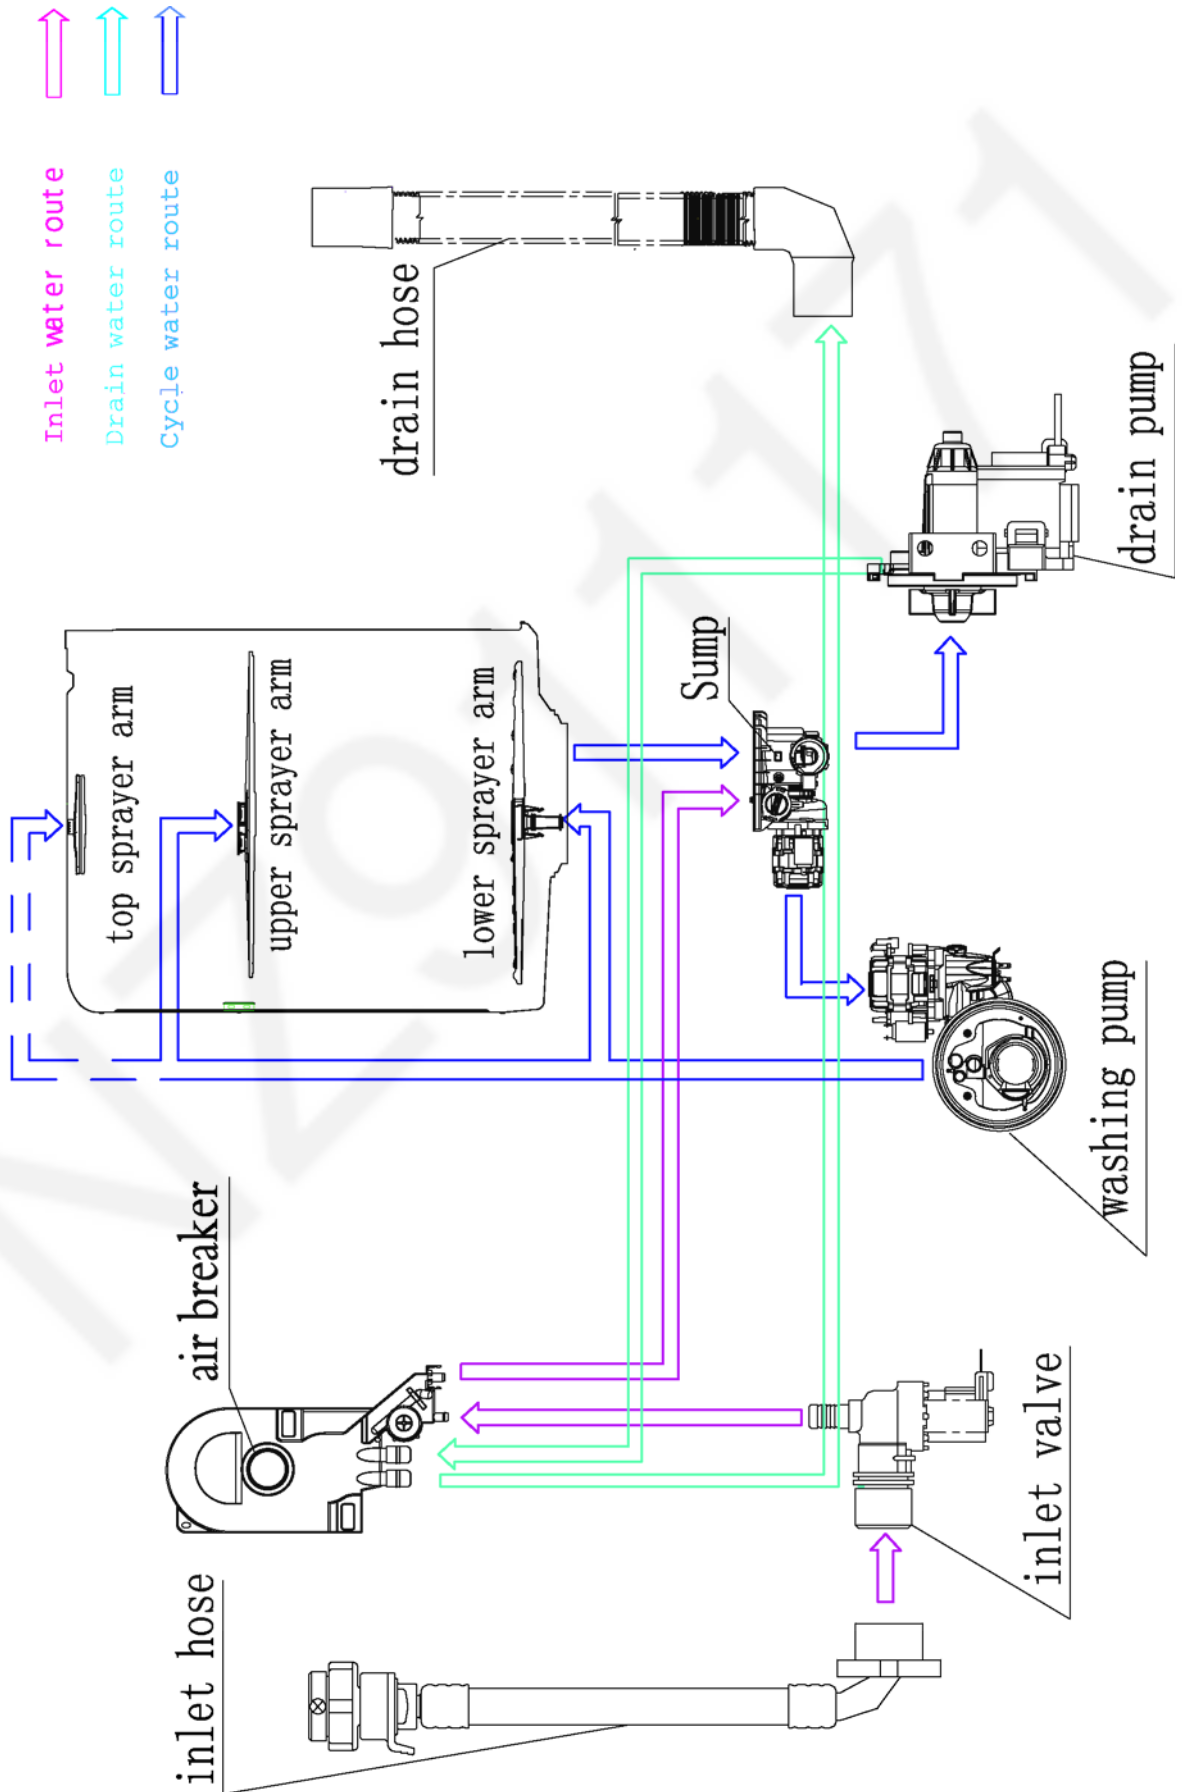 Inlet water route
Drain water route
Cycle water route
inlet hose
air breaker
top sprayer arm
upper sprayer arm
lower sprayer arm
drain hose
Sump
inlet valve
washing pump
drain pump